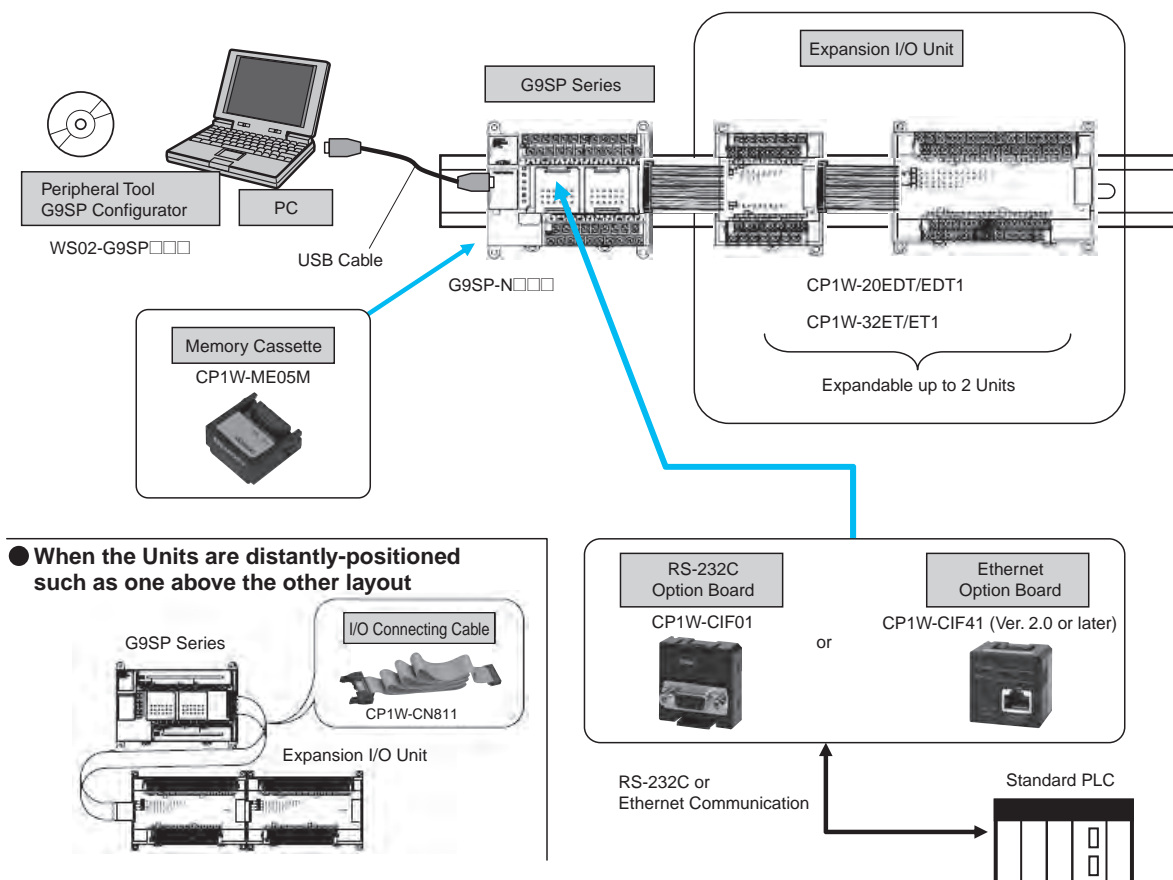 Expansion I/O Unit
G9SP Series
Peripheral Tool
G9SP Configurator
PC
WS02-G9SP□□□
USB Cable
G9SP-N□□□
CP1W-20EDT/EDT1
CP1W-32ET/ET1
Expandable up to 2 Units
Memory Cassette
CP1W-ME05M
● When the Units are distantly-positioned
such as one above the other layout
G9SP Series
I/O Connecting Cable
CP1W-CN811
Expansion I/O Unit
RS-232C
Option Board
CP1W-CIF01
or
Ethernet
Option Board
CP1W-CIF41 (Ver. 2.0 or later)
RS-232C or
Ethernet Communication
Standard PLC